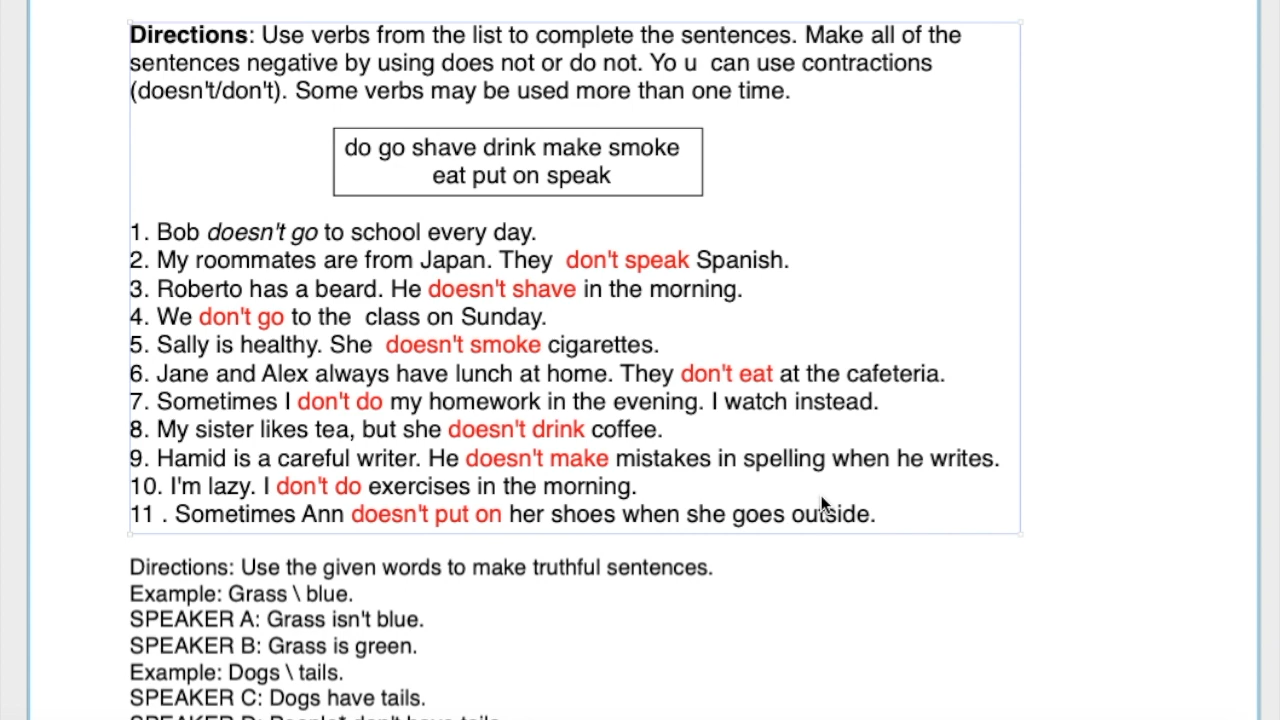 Directions: Use verbs from the list to complete the sentences. Make all of the
sentences negative by using does not or do not. Yo u  can use contractions
(doesn't/don't). Some verbs may be used more than one time.
do go shave drink make smoke
eat put on speak
1. Bob doesn't go to school every day.
2. My roommates are from Japan. They  don't speak Spanish.
3. Roberto has a beard. He doesn't shave in the morning.
4. We don't go to the  class on Sunday.
5. Sally is healthy. She  doesn't smoke cigarettes.
6. Jane and Alex always have lunch at home. They don't eat at the cafeteria.
7. Sometimes I don't do my homework in the evening. I watch instead.
8. My sister likes tea, but she doesn't drink coffee.
9. Hamid is a careful writer. He doesn't make mistakes in spelling when he writes.
10. I'm lazy. I don't do exercises in the morning.
11 . Sometimes Ann doesn't put on her shoes when she goes outside.
Directions: Use the given words to make truthful sentences.
Example: Grass \ blue.
SPEAKER A: Grass isn't blue.
SPEAKER B: Grass is green.
Example: Dogs \ tails.
SPEAKER C: Dogs have tails.
SPEAKER D: People* don't have tails.